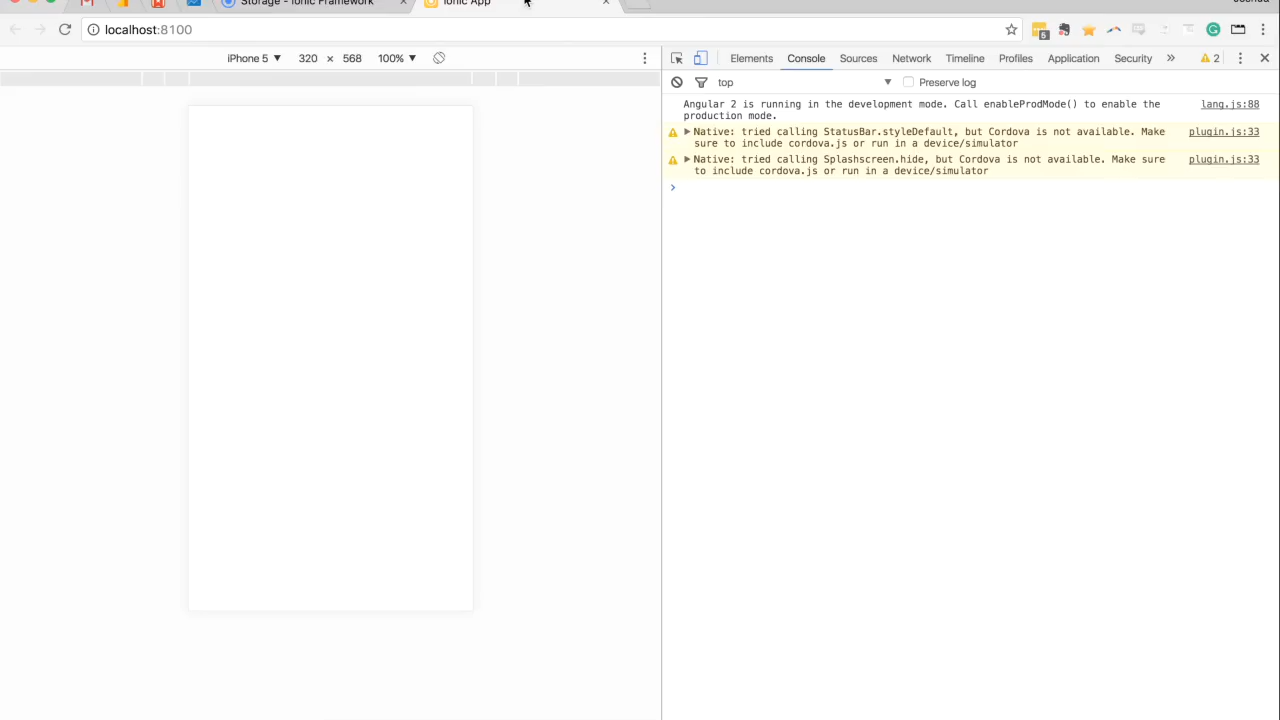 Storage - Ionic Framework
Ionic App
Joshua
localhost:8100
5
iPhone 5 ▼ 320 × 568 100% ▼
Elements Console Sources Network Timeline Profiles Application Security » 2
top ▼ Preserve log
Angular 2 is running in the development mode. Call enableProdMode() to enable the lang.js:88
production mode.
Native: tried calling StatusBar.styleDefault, but Cordova is not available. Make plugin.js:33
sure to include cordova.js or run in a device/simulator
Native: tried calling Splashscreen.hide, but Cordova is not available. Make sure plugin.js:33
to include cordova.js or run in a device/simulator